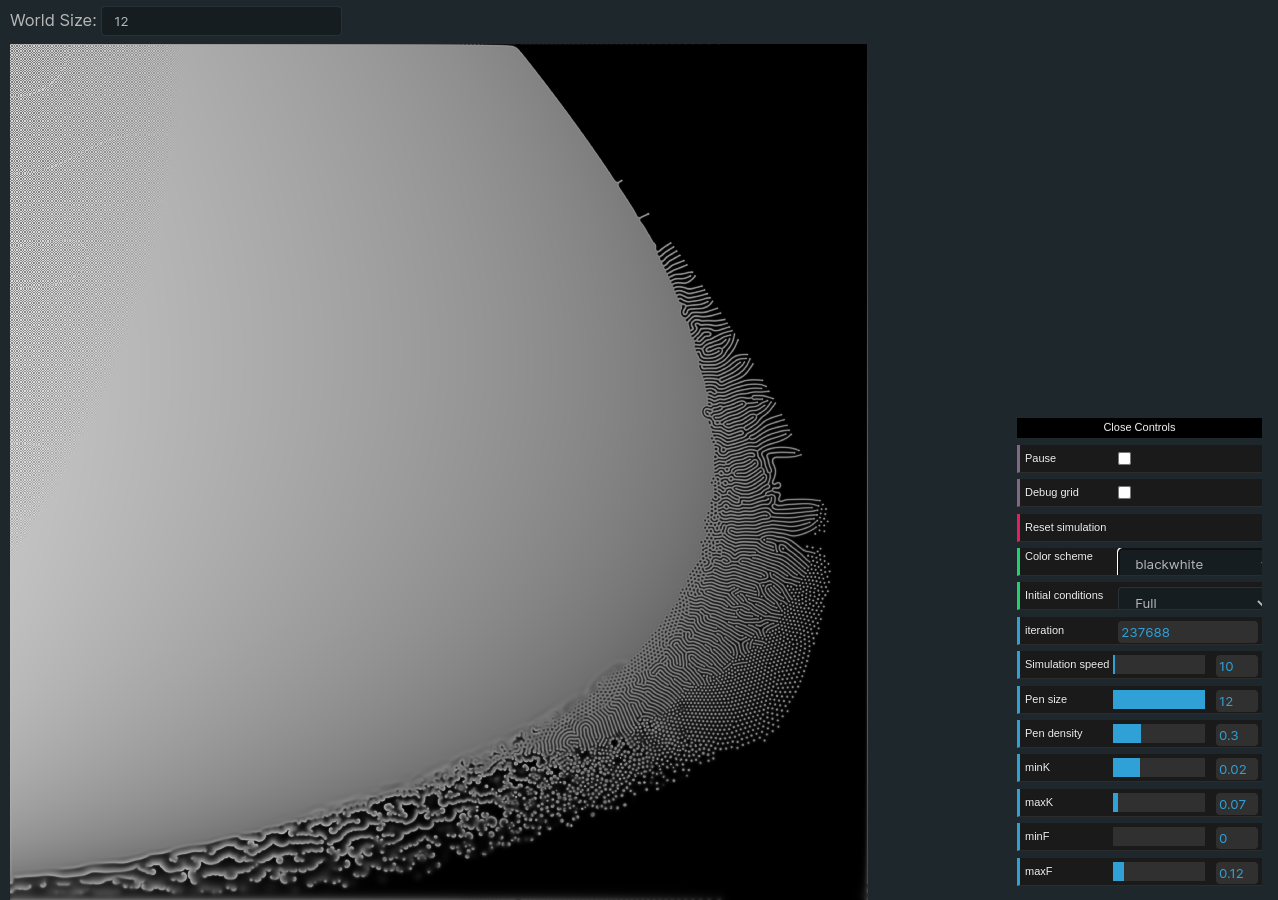 World Size: 12
Close Controls
Pause
Debug grid
Reset simulation
Color scheme blackwhite
Initial conditions Full
iteration 237688
Simulation speed 10
Pen size 12
Pen density 0.3
minK 0.02
maxK 0.07
minF 0
maxF 0.12